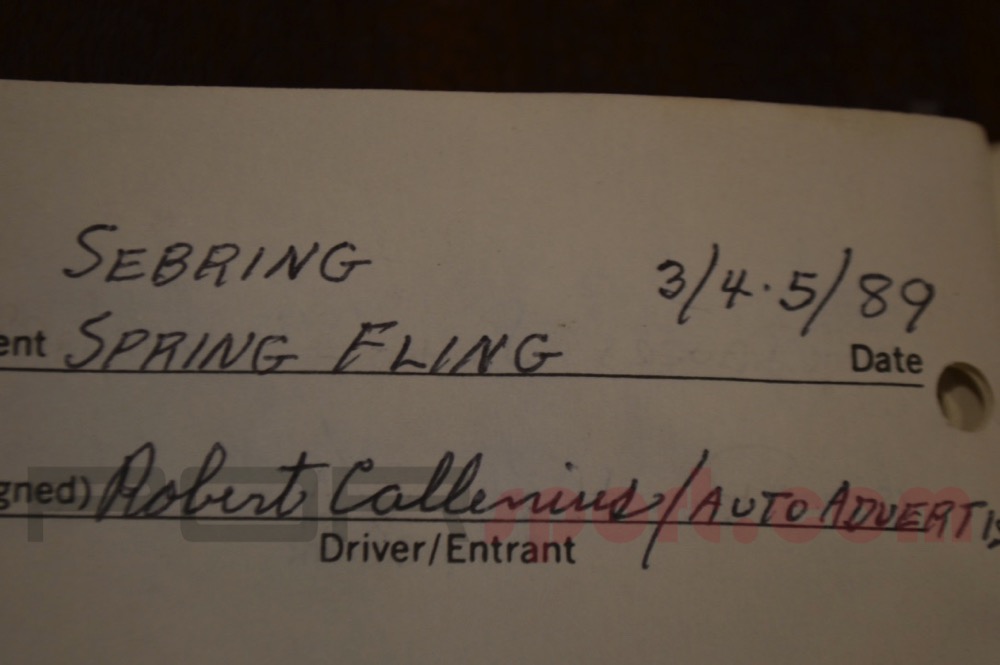 SEBRING 3/4·5/89
ent SPRING FLING Date
gned) Robert Callenius / AUTO ADVERTIS
Driver/Entrant